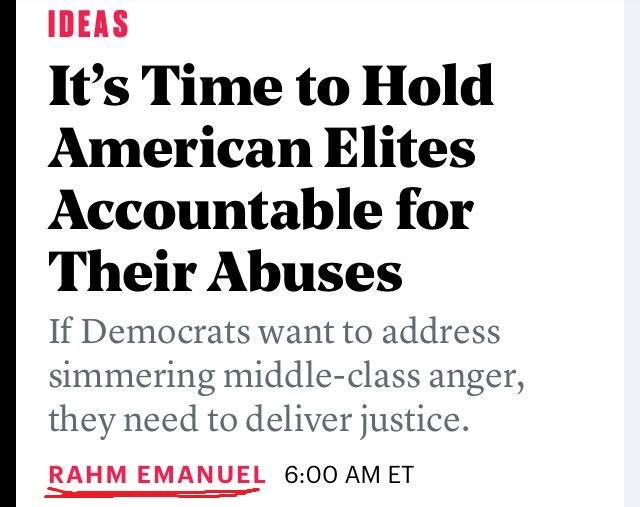 IDEAS
It’s Time to Hold
American Elites
Accountable for
Their Abuses
If Democrats want to address
simmering middle-class anger,
they need to deliver justice.
RAHM EMANUEL 6:00 AM ET